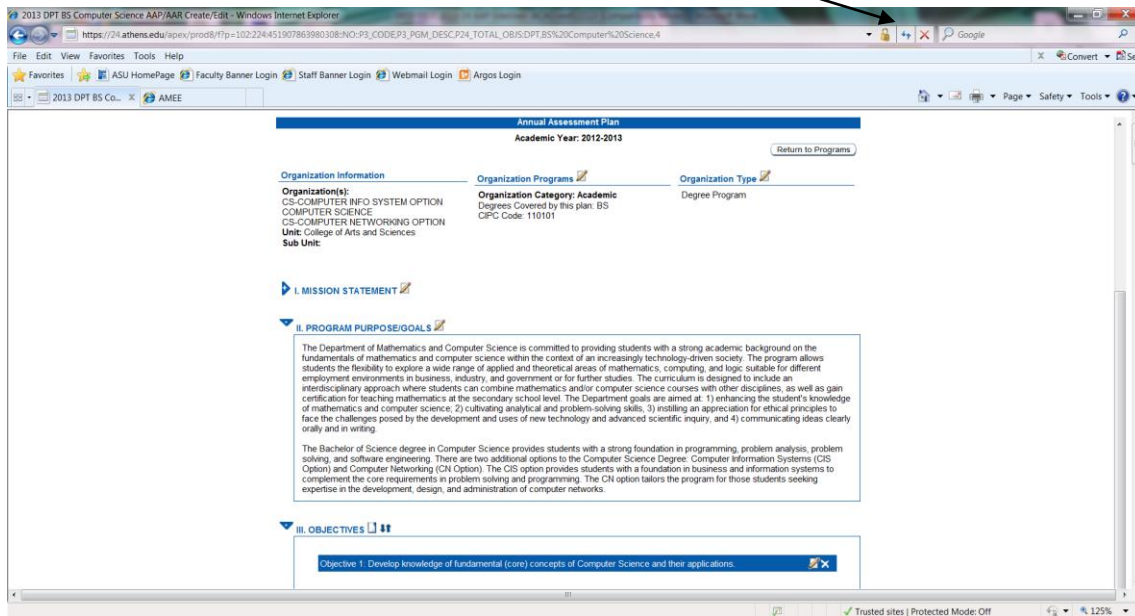 2013 DPT BS Computer Science AAP/AAR Create/Edit - Windows Internet Explorer
https://24.athens.edu/apex/prod8/f?p=102:224:451907863980308:NO:P3_CODE,P3_PGM_DESC,P24_TOTAL_OBJS:DPT,BS%20Computer%20Science,4
Google
File Edit View Favorites Tools Help
X Convert Se
Favorites ASU HomePage Faculty Banner Login Staff Banner Login Webmail Login Argos Login
2013 DPT BS Co... X AMEE
Page Safety Tools
Annual Assessment Plan
Academic Year: 2012-2013
Return to Programs
Organization Information Organization Programs Organization Type
Organization(s): Organization Category: Academic Degree Program
CS-COMPUTER INFO SYSTEM OPTION Degrees Covered by this plan: BS
COMPUTER SCIENCE CIPC Code: 110101
CS-COMPUTER NETWORKING OPTION
Unit: College of Arts and Sciences
Sub Unit:
I. MISSION STATEMENT
II. PROGRAM PURPOSE/GOALS
The Department of Mathematics and Computer Science is committed to providing students with a strong academic background on the
fundamentals of mathematics and computer science within the context of an increasingly technology-driven society. The program allows
students the flexibility to explore a wide range of applied and theoretical areas of mathematics, computing, and logic suitable for different
employment environments in business, industry, and government or for further studies. The curriculum is designed to include an
interdisciplinary approach where students can combine mathematics and/or computer science courses with other disciplines, as well as gain
certification for teaching mathematics at the secondary school level. The Department goals are aimed at: 1) enhancing the student's knowledge
of mathematics and computer science; 2) cultivating analytical and problem-solving skills, 3) instilling an appreciation for ethical principles to
face the challenges posed by the development and uses of new technology and advanced scientific inquiry, and 4) communicating ideas clearly
orally and in writing.
The Bachelor of Science degree in Computer Science provides students with a strong foundation in programming, problem analysis, problem
solving, and software engineering. There are two additional options to the Computer Science Degree: Computer Information Systems (CIS
Option) and Computer Networking (CN Option). The CIS option provides students with a foundation in business and information systems to
complement the core requirements in problem solving and programming. The CN option tailors the program for those students seeking
expertise in the development, design, and administration of computer networks.
III. OBJECTIVES
Objective 1: Develop knowledge of fundamental (core) concepts of Computer Science and their applications.
Trusted sites | Protected Mode: Off 125%